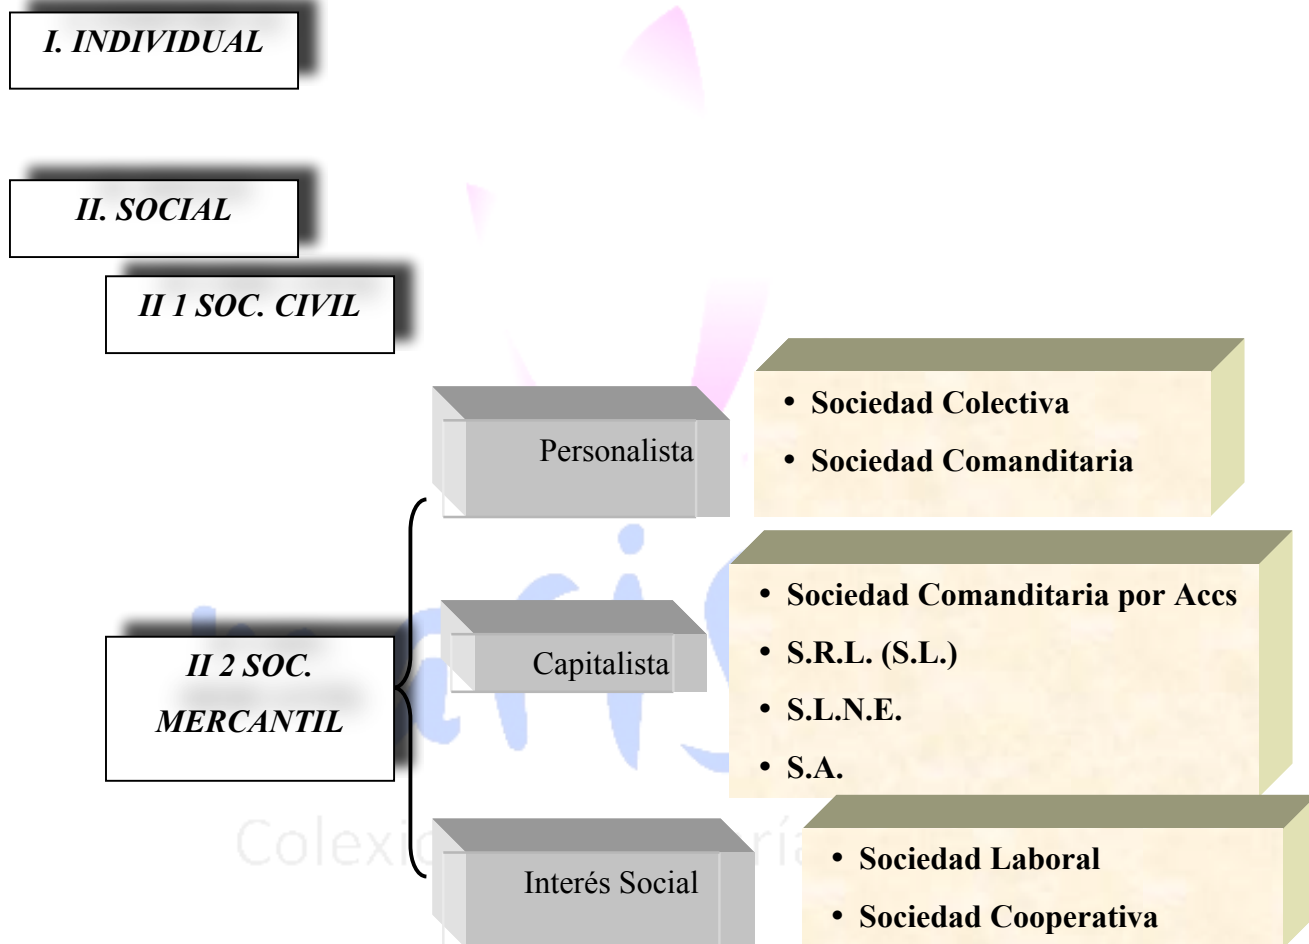 I. INDIVIDUAL
II. SOCIAL
II 1 SOC. CIVIL
Personalista
• Sociedad Colectiva
• Sociedad Comanditaria
II 2 SOC.
MERCANTIL
Capitalista
• Sociedad Comanditaria por Accs
• S.R.L. (S.L.)
• S.L.N.E.
• S.A.
Interés Social
• Sociedad Laboral
• Sociedad Cooperativa